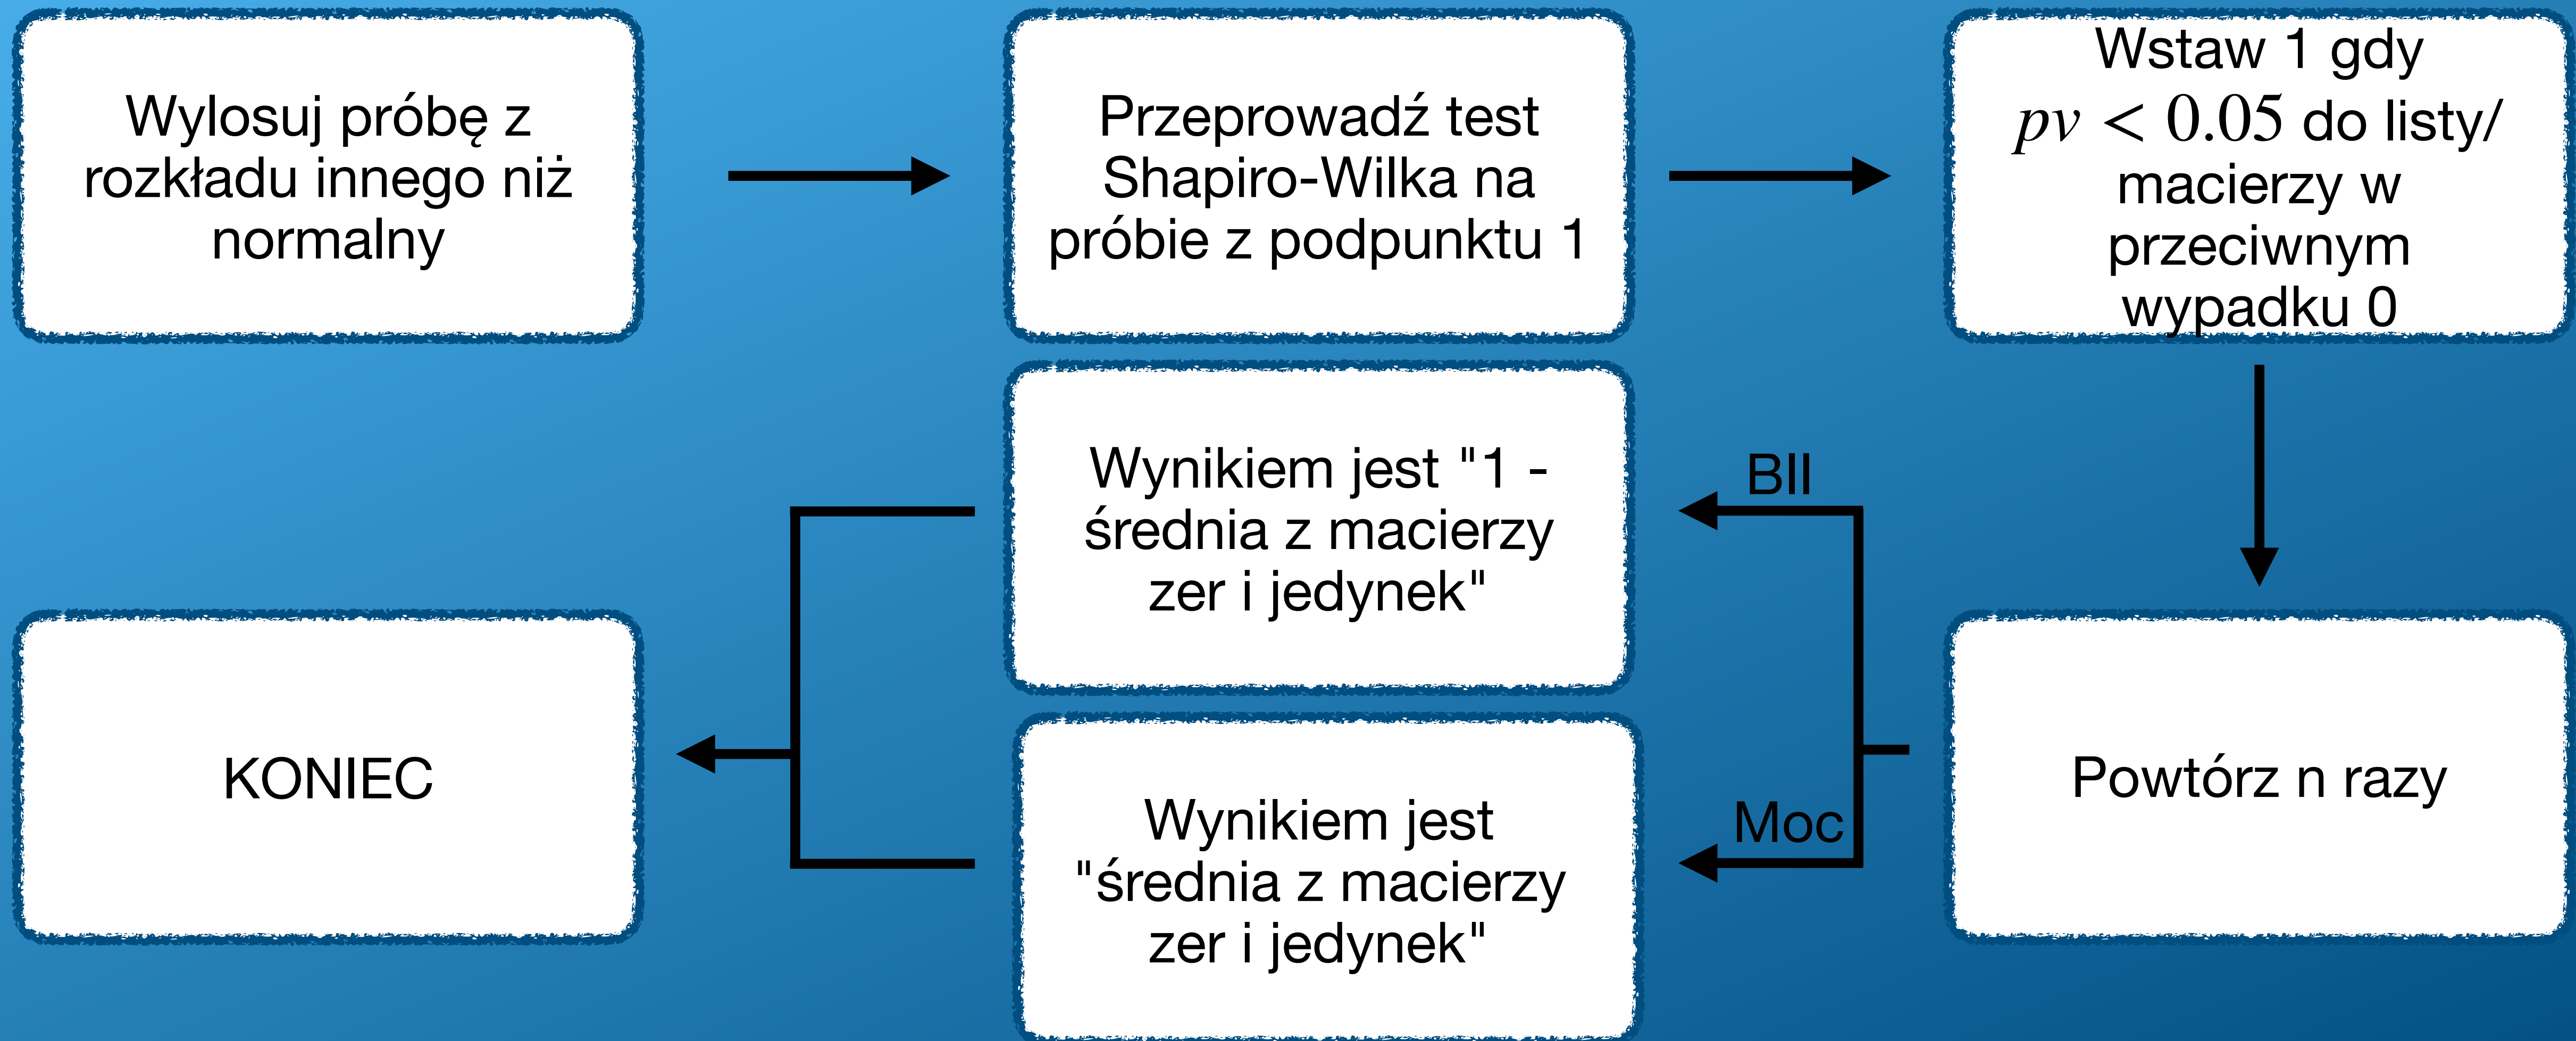 Wylosuj próbę z
rozkładu innego niż
normalny
Przeprowadź test
Shapiro-Wilka na
próbie z podpunktu 1
Wstaw 1 gdy
pv < 0.05 do listy/
macierzy w
przeciwnym
wypadku 0
Powtórz n razy
BII
Wynikiem jest "1 -
średnia z macierzy
zer i jedynek"
Moc
Wynikiem jest
"średnia z macierzy
zer i jedynek"
KONIEC